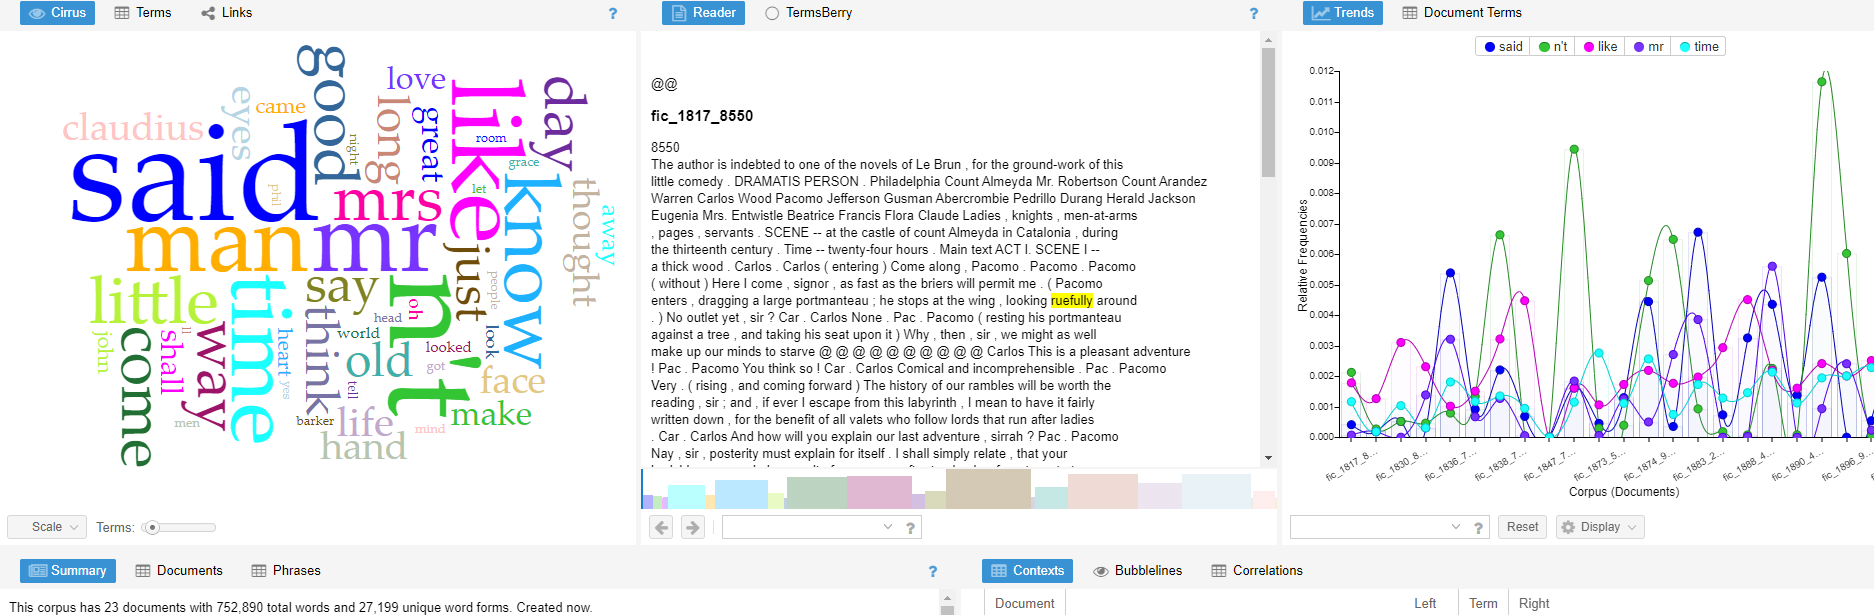 Cirrus Terms Links ?
good
love
day
like
long
great
eyes
came
claudius
said
night
room
grace
phil
let
mrs
know
thought
away
man
mr
just
little
time
say
n't
oh
people
think
head
world
look
john
come
shall
ll
way
heart
yes
old
looked
got
face
tell
men
barker
life
make
mind
hand
Scale Terms:
Reader TermsBerry ?
@@
fic_1817_8550
8550
The author is indebted to one of the novels of Le Brun , for the ground-work of this
little comedy . DRAMATIS PERSON . Philadelphia Count Almeyda Mr. Robertson Count Arandez
Warren Carlos Wood Pacomo Jefferson Gusman Abercrombie Pedrillo Durang Herald Jackson
Eugenia Mrs. Entwistle Beatrice Francis Flora Claude Ladies , knights , men-at-arms
, pages , servants . SCENE -- at the castle of count Almeyda in Catalonia , during
the thirteenth century . Time -- twenty-four hours . Main text ACT I. SCENE I --
a thick wood . Carlos . Carlos ( entering ) Come along , Pacomo . Pacomo . Pacomo
( without ) Here I come , signor , as fast as the briers will permit me . ( Pacomo
enters , dragging a large portmanteau ; he stops at the wing , looking ruefully around
. ) No outlet yet , sir ? Car . Carlos None . Pac . Pacomo ( resting his portmanteau
against a tree , and taking his seat upon it ) Why , then , sir , we might as well
make up our minds to starve @ @ @ @ @ @ @ @ @ @ Carlos This is a pleasant adventure
! Pac . Pacomo You think so ! Car . Carlos Comical and incomprehensible . Pac . Pacomo
Very . ( rising , and coming forward ) The history of our rambles will be worth the
reading , sir ; and , if ever I escape from this labyrinth , I mean to have it fairly
written down , for the benefit of all valets who follow lords that run after ladies
. Car . Carlos And how will you explain our last adventure , sirrah ? Pac . Pacomo
Nay , sir , posterity must explain for itself . I shall simply relate , that your
?
Trends Document Terms
said n't like mr time
0.012
0.011
0.010
0.009
0.008
0.007
0.006
0.005
0.004
0.003
0.002
0.001
0.000
Relative Frequencies
fic_1817_8... fic_1830_8... fic_1836_7... fic_1838_7... fic_1847_7... fic_1873_5... fic_1874_9... fic_1883_2... fic_1888_4... fic_1890_4... fic_1896_9...
Corpus (Documents)
? Reset Display
Summary Documents Phrases ?
This corpus has 23 documents with 752,890 total words and 27,199 unique word forms. Created now.
Contexts Bubblelines Correlations
Document Left Term Right